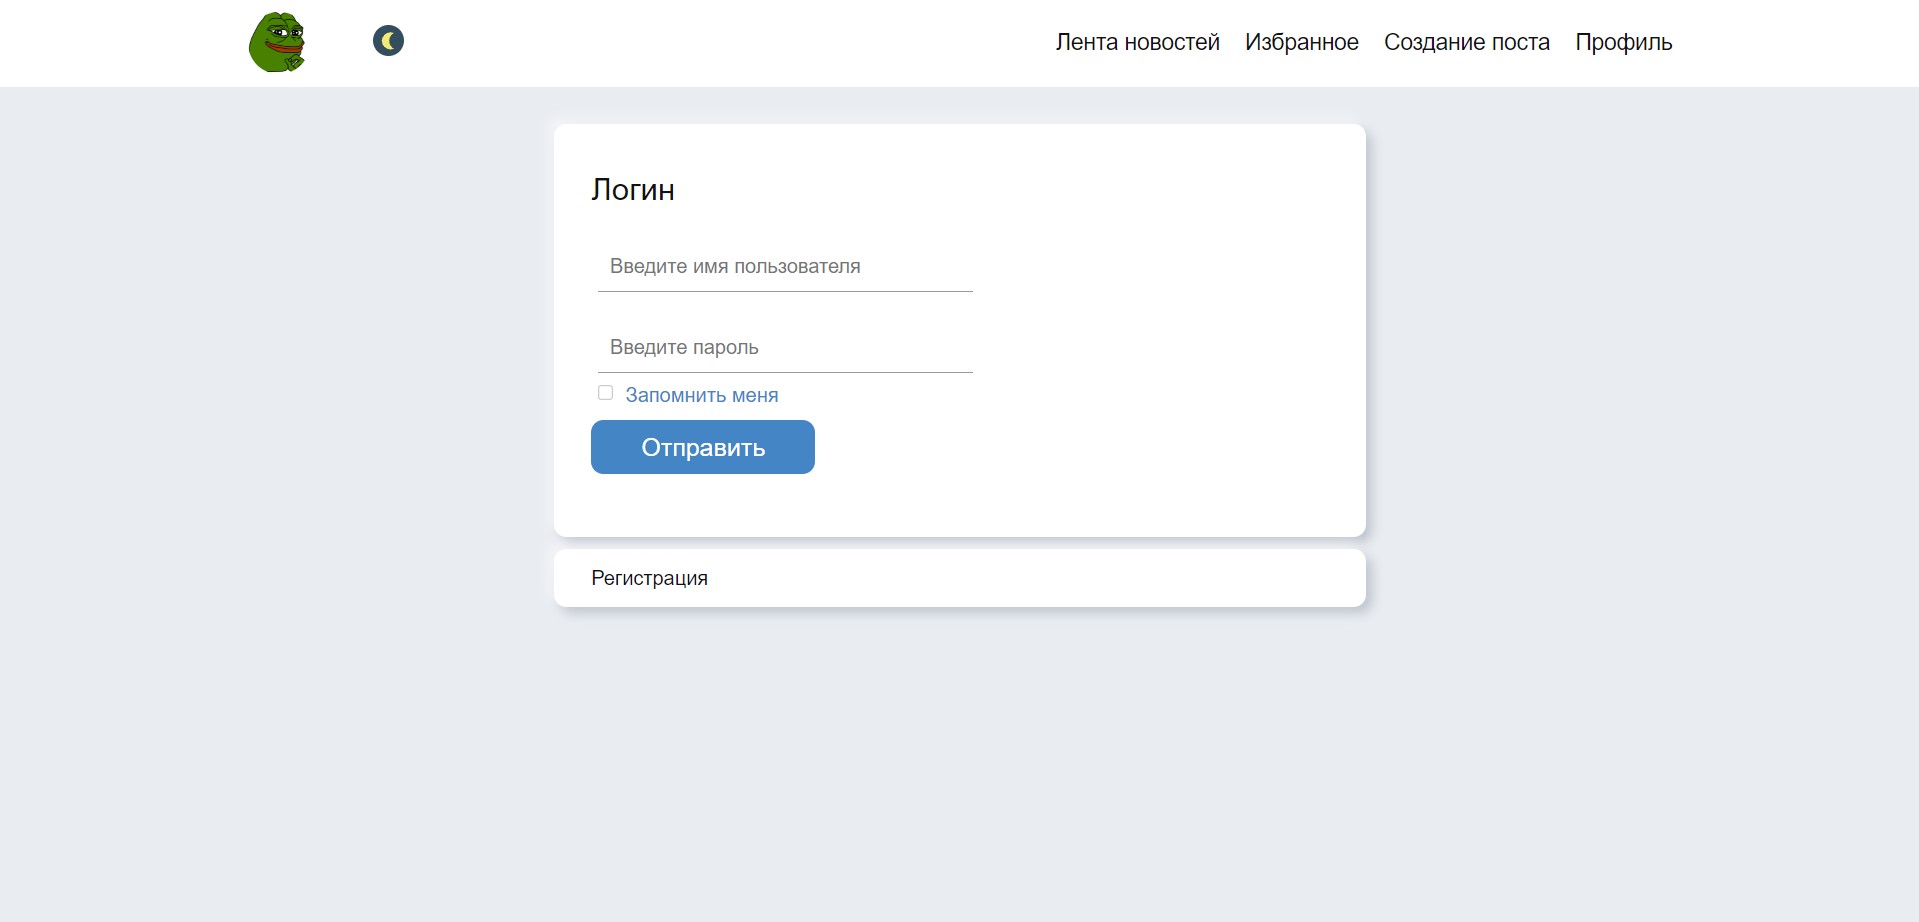 Лента новостей Избранное Создание поста Профиль
Логин
Введите имя пользователя
Введите пароль
Запомнить меня
Отправить
Регистрация